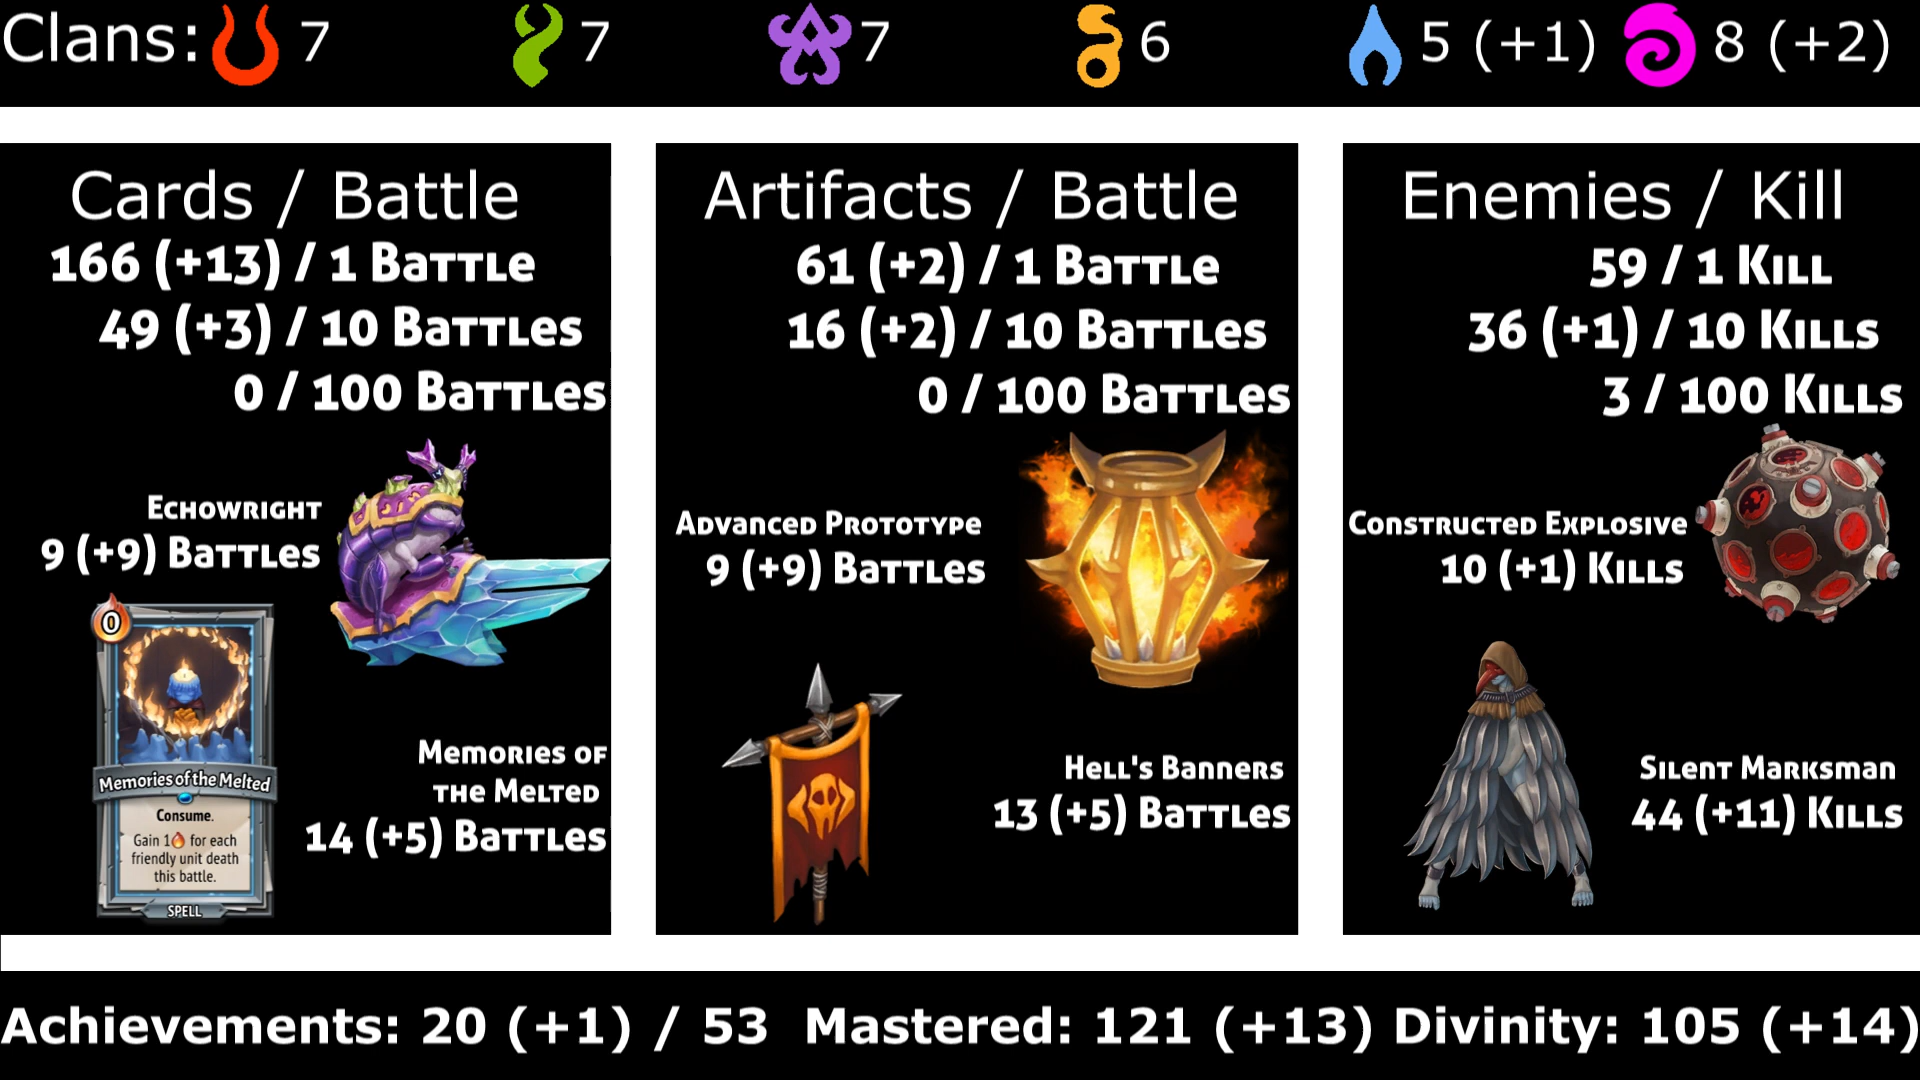 Clans: 7 7 7 6 5 (+1) 8 (+2)
Cards / Battle
166 (+13) / 1 Battle
49 (+3) / 10 Battles
0 / 100 Battles
Echowright
9 (+9) Battles
0
Memories of the Melted
Consume.
Gain 1 for each
friendly unit death
this battle.
SPELL
Memories of
the Melted
14 (+5) Battles
Artifacts / Battle
61 (+2) / 1 Battle
16 (+2) / 10 Battles
0 / 100 Battles
Advanced Prototype
9 (+9) Battles
Hell's Banners
13 (+5) Battles
Enemies / Kill
59 / 1 Kill
36 (+1) / 10 Kills
3 / 100 Kills
Constructed Explosive
10 (+1) Kills
Silent Marksman
44 (+11) Kills
Achievements: 20 (+1) / 53 Mastered: 121 (+13) Divinity: 105 (+14)